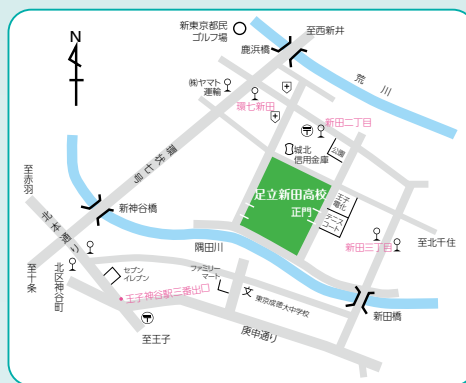 N
新東京都民
ゴルフ場
至西新井
鹿浜橋
荒川
㈱ヤマト
運輸
環七新田
新田二丁目
公園
城北
信用金庫
環状七号
足立新田高校
正門
王子
電化
テニス
コート
至赤羽
北本通り
新神谷橋
新田三丁目
至北千住
隅田川
至十条
北区神谷町
セブン
イレブン
ファミリー
マート
王子神谷駅三番出口
文
東京成徳大中学校
新田橋
庚申通り
至王子